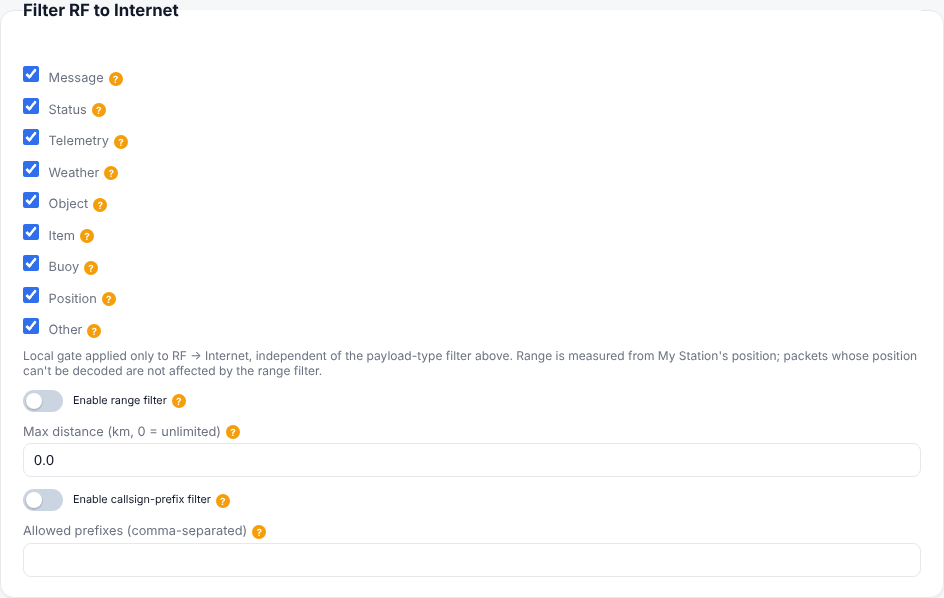 Filter RF to Internet
Message ?
Status ?
Telemetry ?
Weather ?
Object ?
Item ?
Buoy ?
Position ?
Other ?
Local gate applied only to RF → Internet, independent of the payload-type filter above. Range is measured from My Station's position; packets whose position
can't be decoded are not affected by the range filter.
Enable range filter ?
Max distance (km, 0 = unlimited) ?
0.0
Enable callsign-prefix filter ?
Allowed prefixes (comma-separated) ?